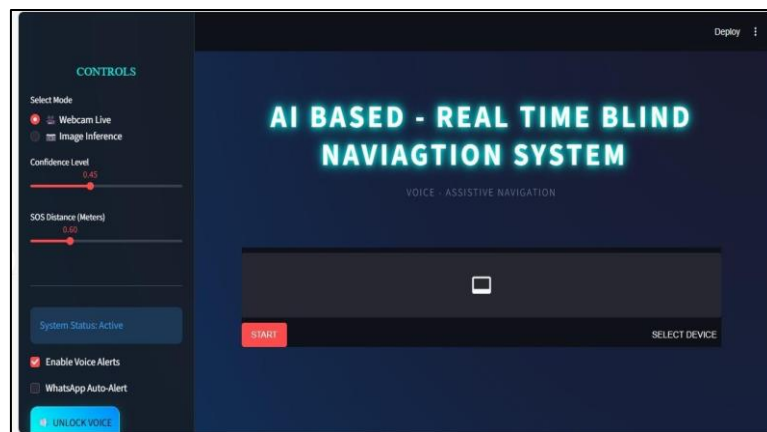 Deploy
CONTROLS
Select Mode
Webcam Live
Image Inference
Confidence Level
0.45
SOS Distance (Meters)
0.60
System Status: Active
Enable Voice Alerts
WhatsApp Auto-Alert
UNLOCK VOICE
AI BASED - REAL TIME BLIND
NAVIAGTION SYSTEM
VOICE - ASSISTIVE NAVIGATION
START
SELECT DEVICE